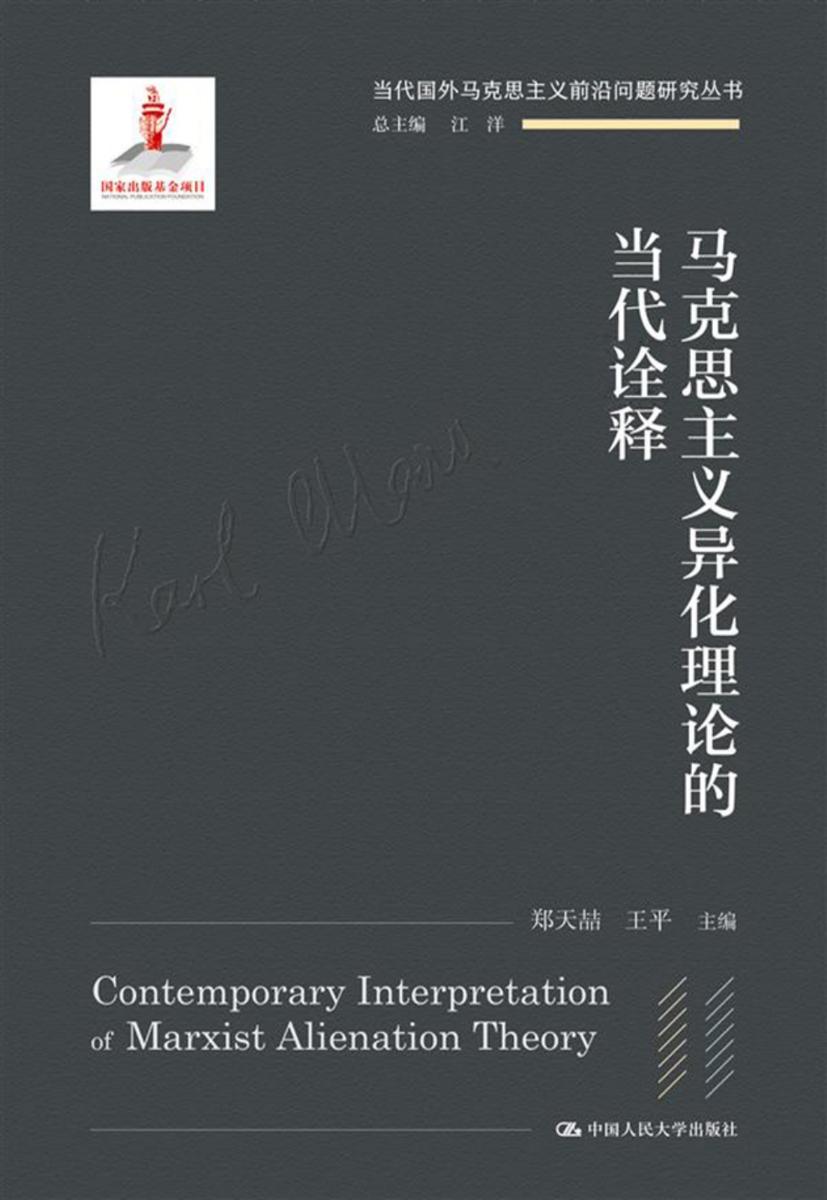 当代国外马克思主义前沿问题研究丛书
总主编 江洋
国家出版基金项目
NATIONAL PUBLICATION FOUNDATION
马克思主义异化理论的
当代诠释
Karl Marx
郑天喆 王平 主编
Contemporary Interpretation
of Marxist Alienation Theory
中国人民大学出版社